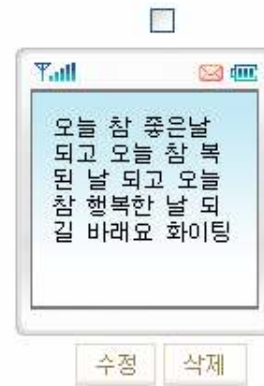 오늘 참 좋은날
되고 오늘 참 복
된 날 되고 오늘
참 행복한 날 되
길 바래요 화이팅
수정 삭제